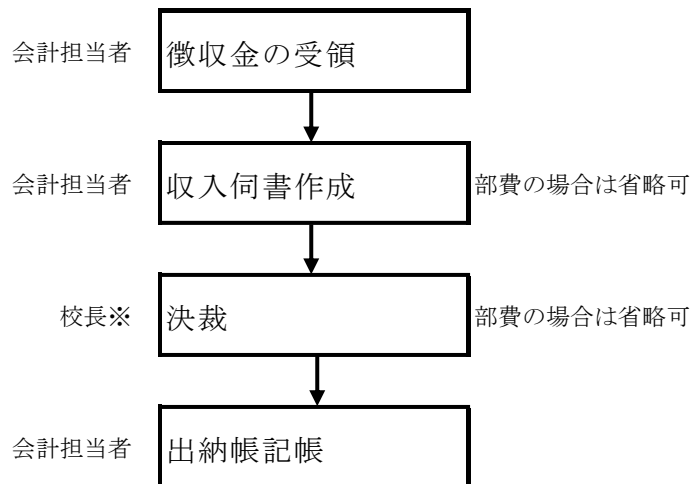 会計担当者 徴収金の受領
会計担当者 収入伺書作成 部費の場合は省略可
校長※ 決裁 部費の場合は省略可
会計担当者 出納帳記帳